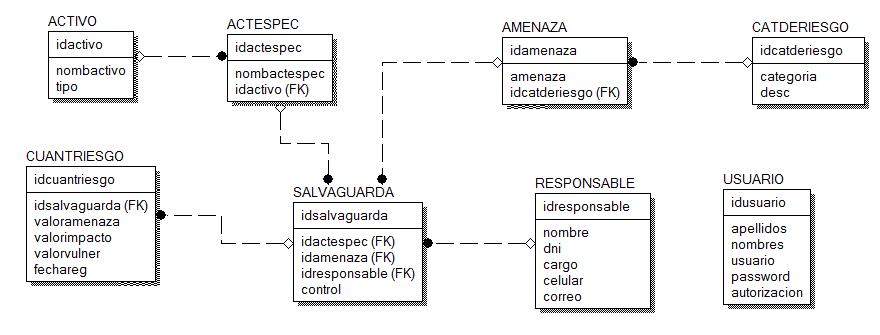 ACTIVO
idactivo
nombactivo
tipo
ACTESPEC
idactespec
nombactespec
idactivo (FK)
AMENAZA
idamenaza
amenaza
idcatderiesgo (FK)
CATDERIESGO
idcatderiesgo
categoria
desc
CUANTRIESGO
idcuantriesgo
idsalvaguarda (FK)
valoramenaza
valorimpacto
valorvulner
fechareg
SALVAGUARDA
idsalvaguarda
idactespec (FK)
idamenaza (FK)
idresponsable (FK)
control
RESPONSABLE
idresponsable
nombre
dni
cargo
celular
correo
USUARIO
idusuario
apellidos
nombres
usuario
password
autorizacion